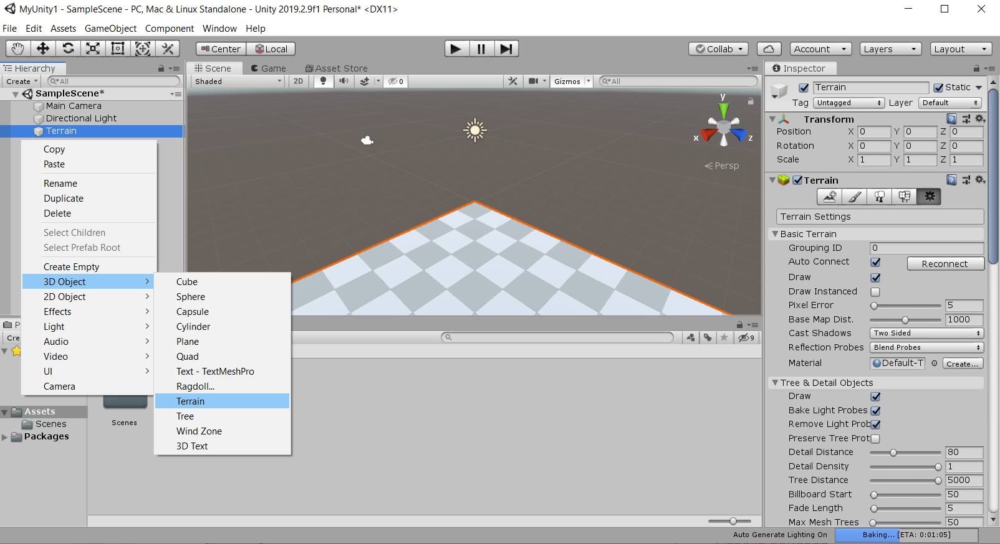 MyUnity1 - SampleScene - PC, Mac & Linux Standalone - Unity 2019.2.9f1 Personal* <DX11>
File Edit Assets GameObject Component Window Help
Center Local Collab Account Layers Layout
Hierarchy
Create All
SampleScene*
Main Camera
Directional Light
Terrain
Copy
Paste
Rename
Duplicate
Delete
Select Children
Select Prefab Root
Create Empty
3D Object
2D Object
Effects
Light
Audio
Video
UI
Camera
Cube
Sphere
Capsule
Cylinder
Plane
Quad
Text - TextMeshPro
Ragdoll...
Terrain
Tree
Wind Zone
3D Text
Scene Game Asset Store
Shaded 2D 0 Gizmos All
y
x z
Persp
P
Cre
9
Assets
Scenes
Packages
Scenes
Inspector
Terrain Static
Tag Untagged Layer Default
Transform
Position X 0 Y 0 Z 0
Rotation X 0 Y 0 Z 0
Scale X 1 Y 1 Z 1
Terrain
Terrain Settings
Basic Terrain
Grouping ID 0
Auto Connect Reconnect
Draw
Draw Instanced
Pixel Error 5
Base Map Dist. 1000
Cast Shadows Two Sided
Reflection Probes Blend Probes
Material Default-T Create...
Tree & Detail Objects
Draw
Bake Light Probes
Remove Light Prob
Preserve Tree Prot
Detail Distance 80
Detail Density 1
Tree Distance 5000
Billboard Start 50
Fade Length 5
Max Mesh Trees 50
Auto Generate Lighting On Baking... [ETA: 0:01:05]